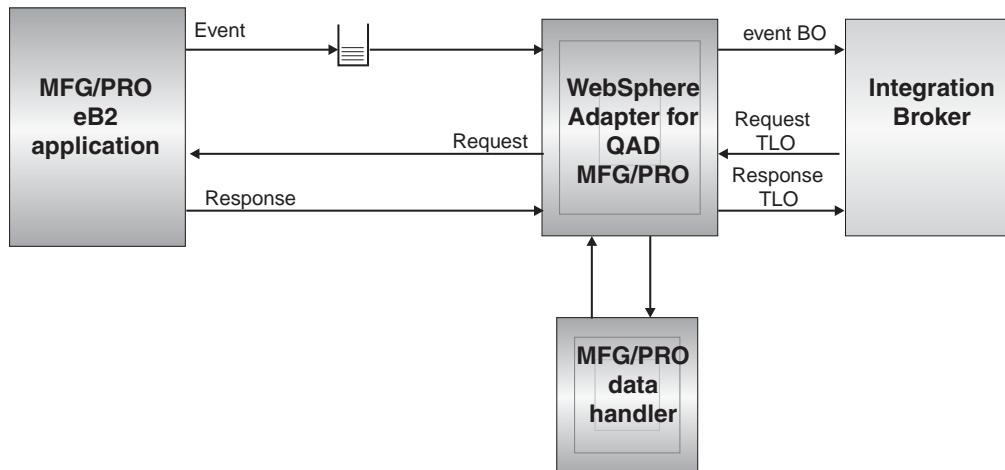 Event
event BO
MFG/PRO
eB2
application
WebSphere
Adapter for
QAD
MFG/PRO
Integration
Broker
Request
Request
TLO
Response
Response
TLO
MFG/PRO
data
handler